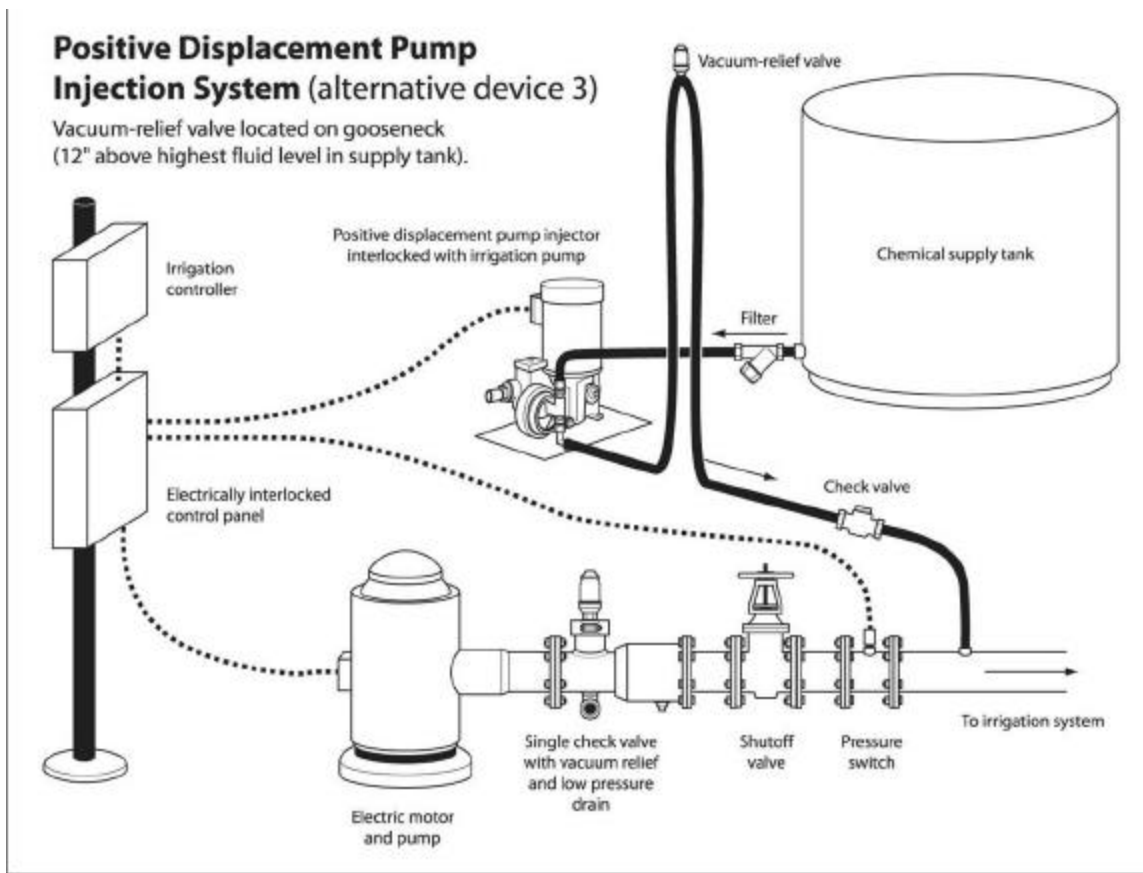 Positive Displacement Pump
Injection System (alternative device 3)
Vacuum-relief valve located on gooseneck
(12" above highest fluid level in supply tank).
Vacuum-relief valve
Positive displacement pump injector
interlocked with irrigation pump
Chemical supply tank
Irrigation
controller
Filter
Electrically interlocked
control panel
Check valve
To irrigation system
Single check valve
with vacuum relief
and low pressure
drain
Shutoff
valve
Pressure
switch
Electric motor
and pump